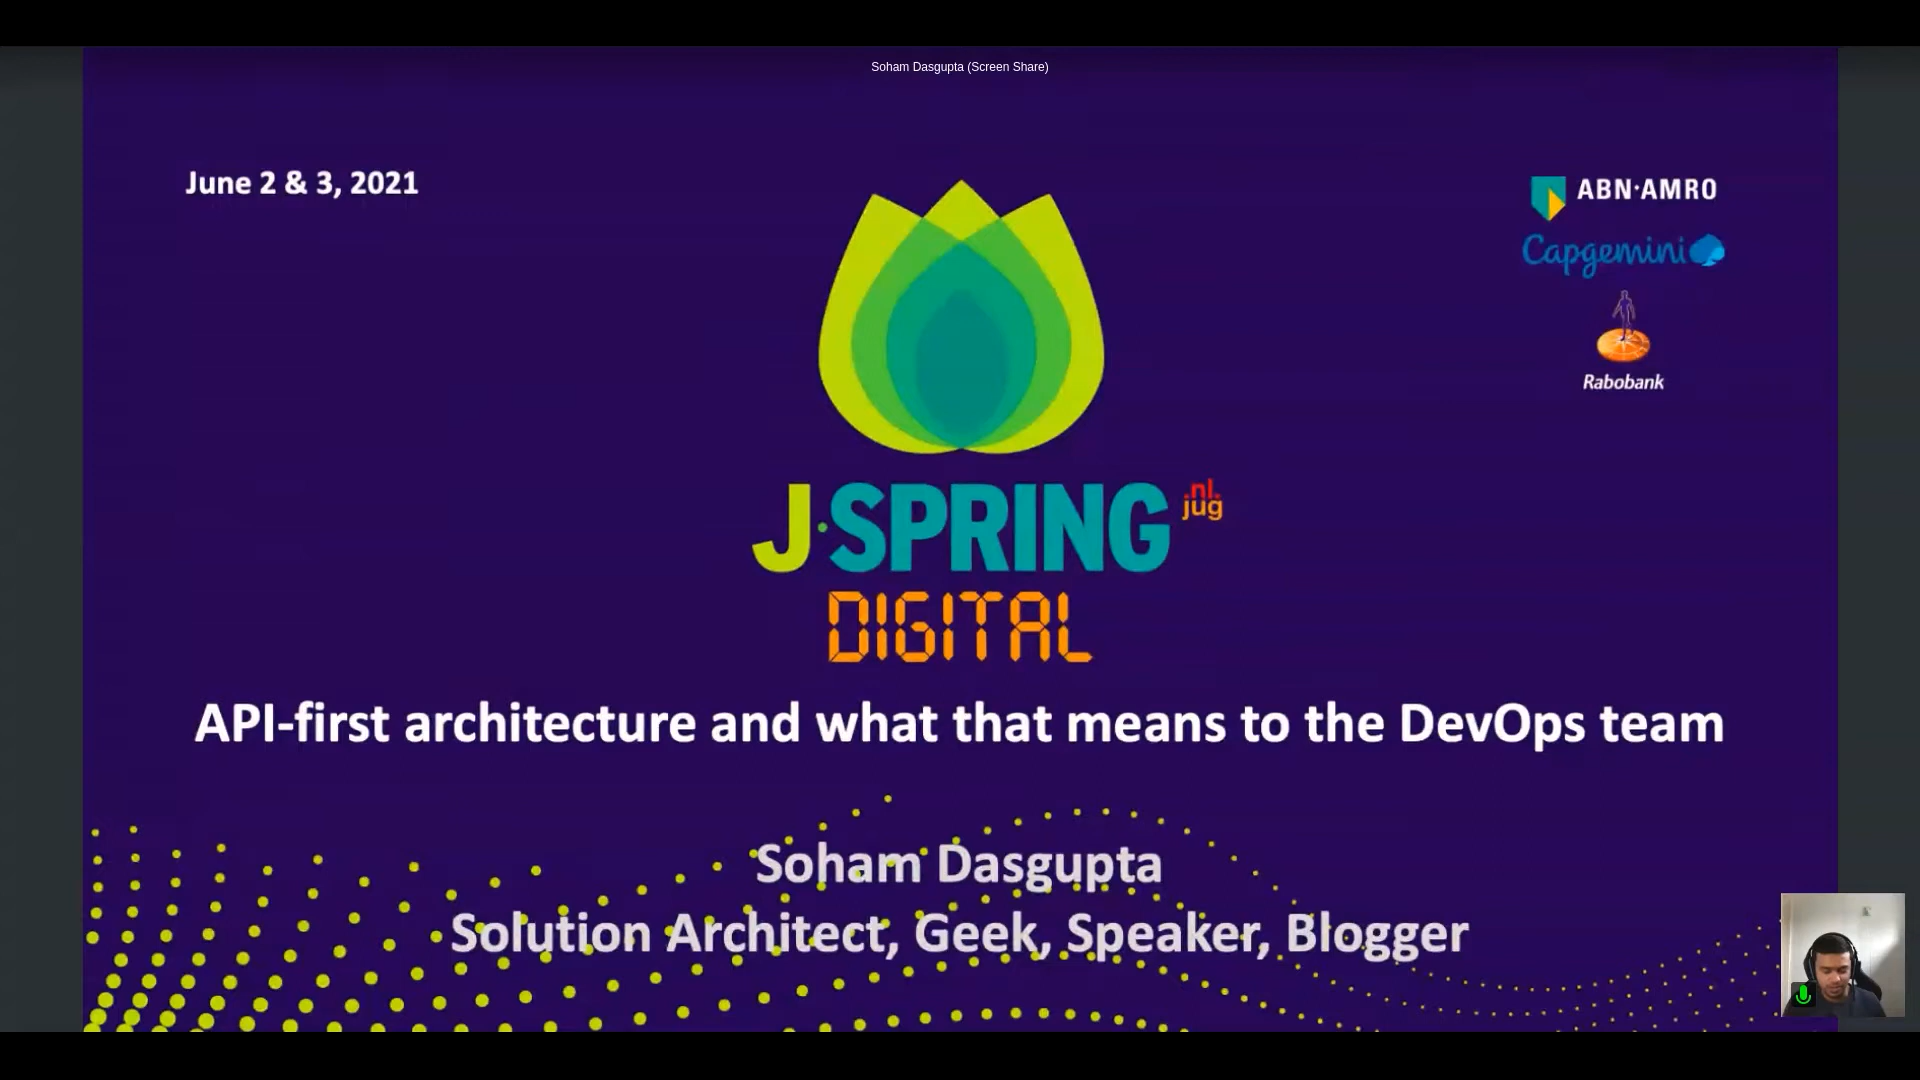 Soham Dasgupta (Screen Share)
June 2 & 3, 2021
ABN·AMRO
Capgemini
Rabobank
J·SPRING
.nl.
jug
DIGITAL
API-first architecture and what that means to the DevOps team
Soham Dasgupta
Solution Architect, Geek, Speaker, Blogger